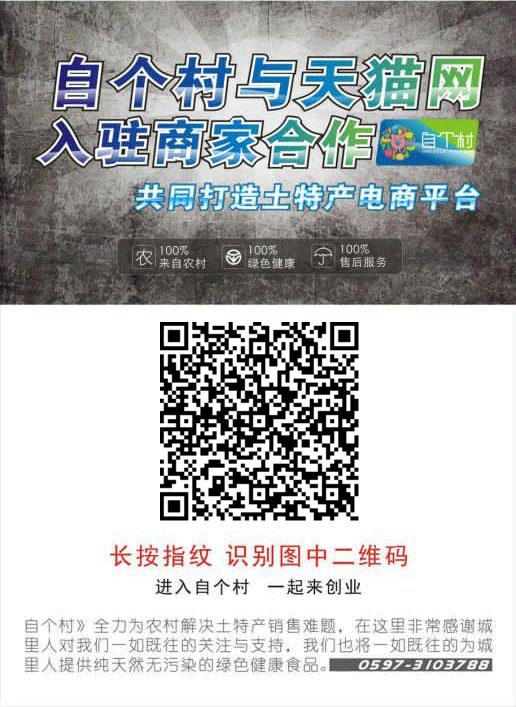 自个村与天猫网
入驻商家合作 自个村
共同打造土特产电商平台
农 100% 来自农村 100% 绿色健康 100% 售后服务
长按指纹 识别图中二维码
进入自个村 一起来创业
自个村》全力为农村解决土特产销售难题，在这里非常感谢城
里人对我们一如既往的关注与支持，我们也将一如既往的为城
里人提供纯天然无污染的绿色健康食品。 0597-3103788